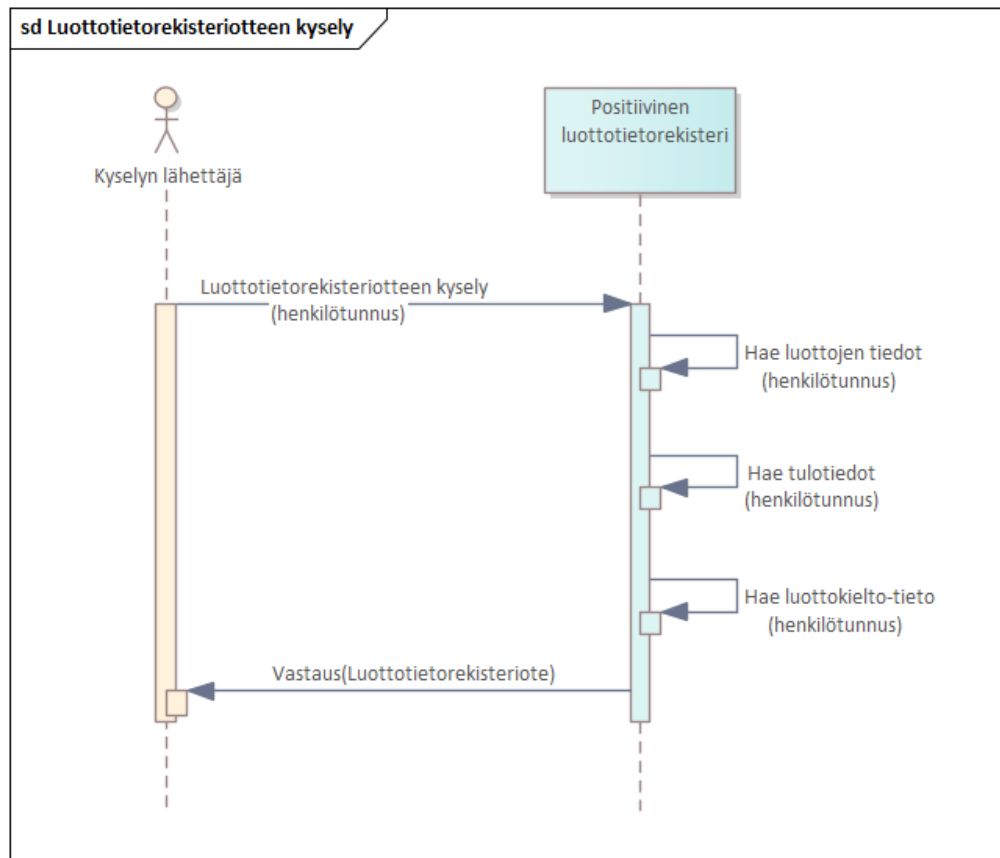 sd Luottotietorekisteriotteen kysely
Kyselyn lähettäjä
Positiivinen
luottotietorekisteri
Luottotietorekisteriotteen kysely
(henkilötunnus)
Hae luottojen tiedot
(henkilötunnus)
Hae tulotiedot
(henkilötunnus)
Hae luottokielto-tieto
(henkilötunnus)
Vastaus(Luottotietorekisteriote)